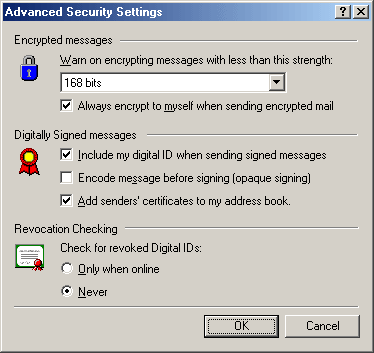 Advanced Security Settings
Encrypted messages
Warn on encrypting messages with less than this strength:
168 bits
Always encrypt to myself when sending encrypted mail
Digitally Signed messages
Include my digital ID when sending signed messages
Encode message before signing (opaque signing)
Add senders' certificates to my address book.
Revocation Checking
Check for revoked Digital IDs:
Only when online
Never
OK
Cancel